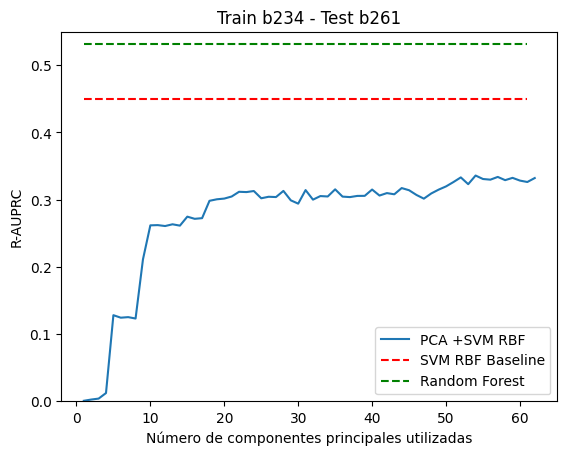 Train b234 - Test b261
R-AUPRC
0.5
0.4
0.3
0.2
0.1
0.0
0
10
20
30
40
50
60
Número de componentes principales utilizadas
PCA +SVM RBF
SVM RBF Baseline
Random Forest